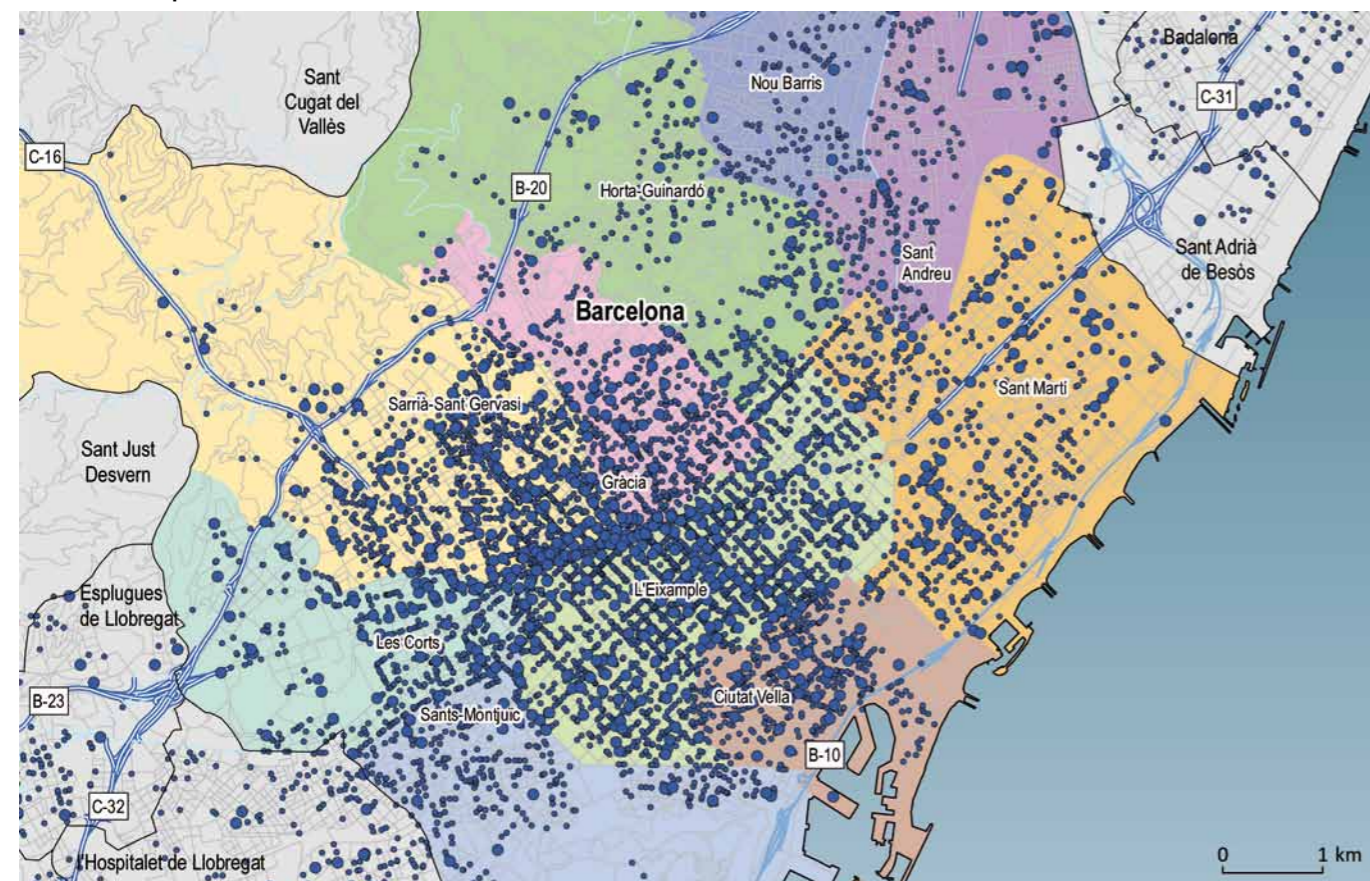 Badalona
Nou Barris
Sant
Cugat del
Vallès
C-31
C-16
B-20
Horta-Guinardó
Sant
Andreu
Sant Adrià
de Besòs
Barcelona
Sant Martí
Sarrià-Sant Gervasi
Sant Just
Desvern
Gràcia
L'Eixample
Esplugues
de Llobregat
Les Corts
Ciutat Vella
B-23
Sants-Montjuïc
B-10
C-32
l'Hospitalet de Llobregat
0 1 km